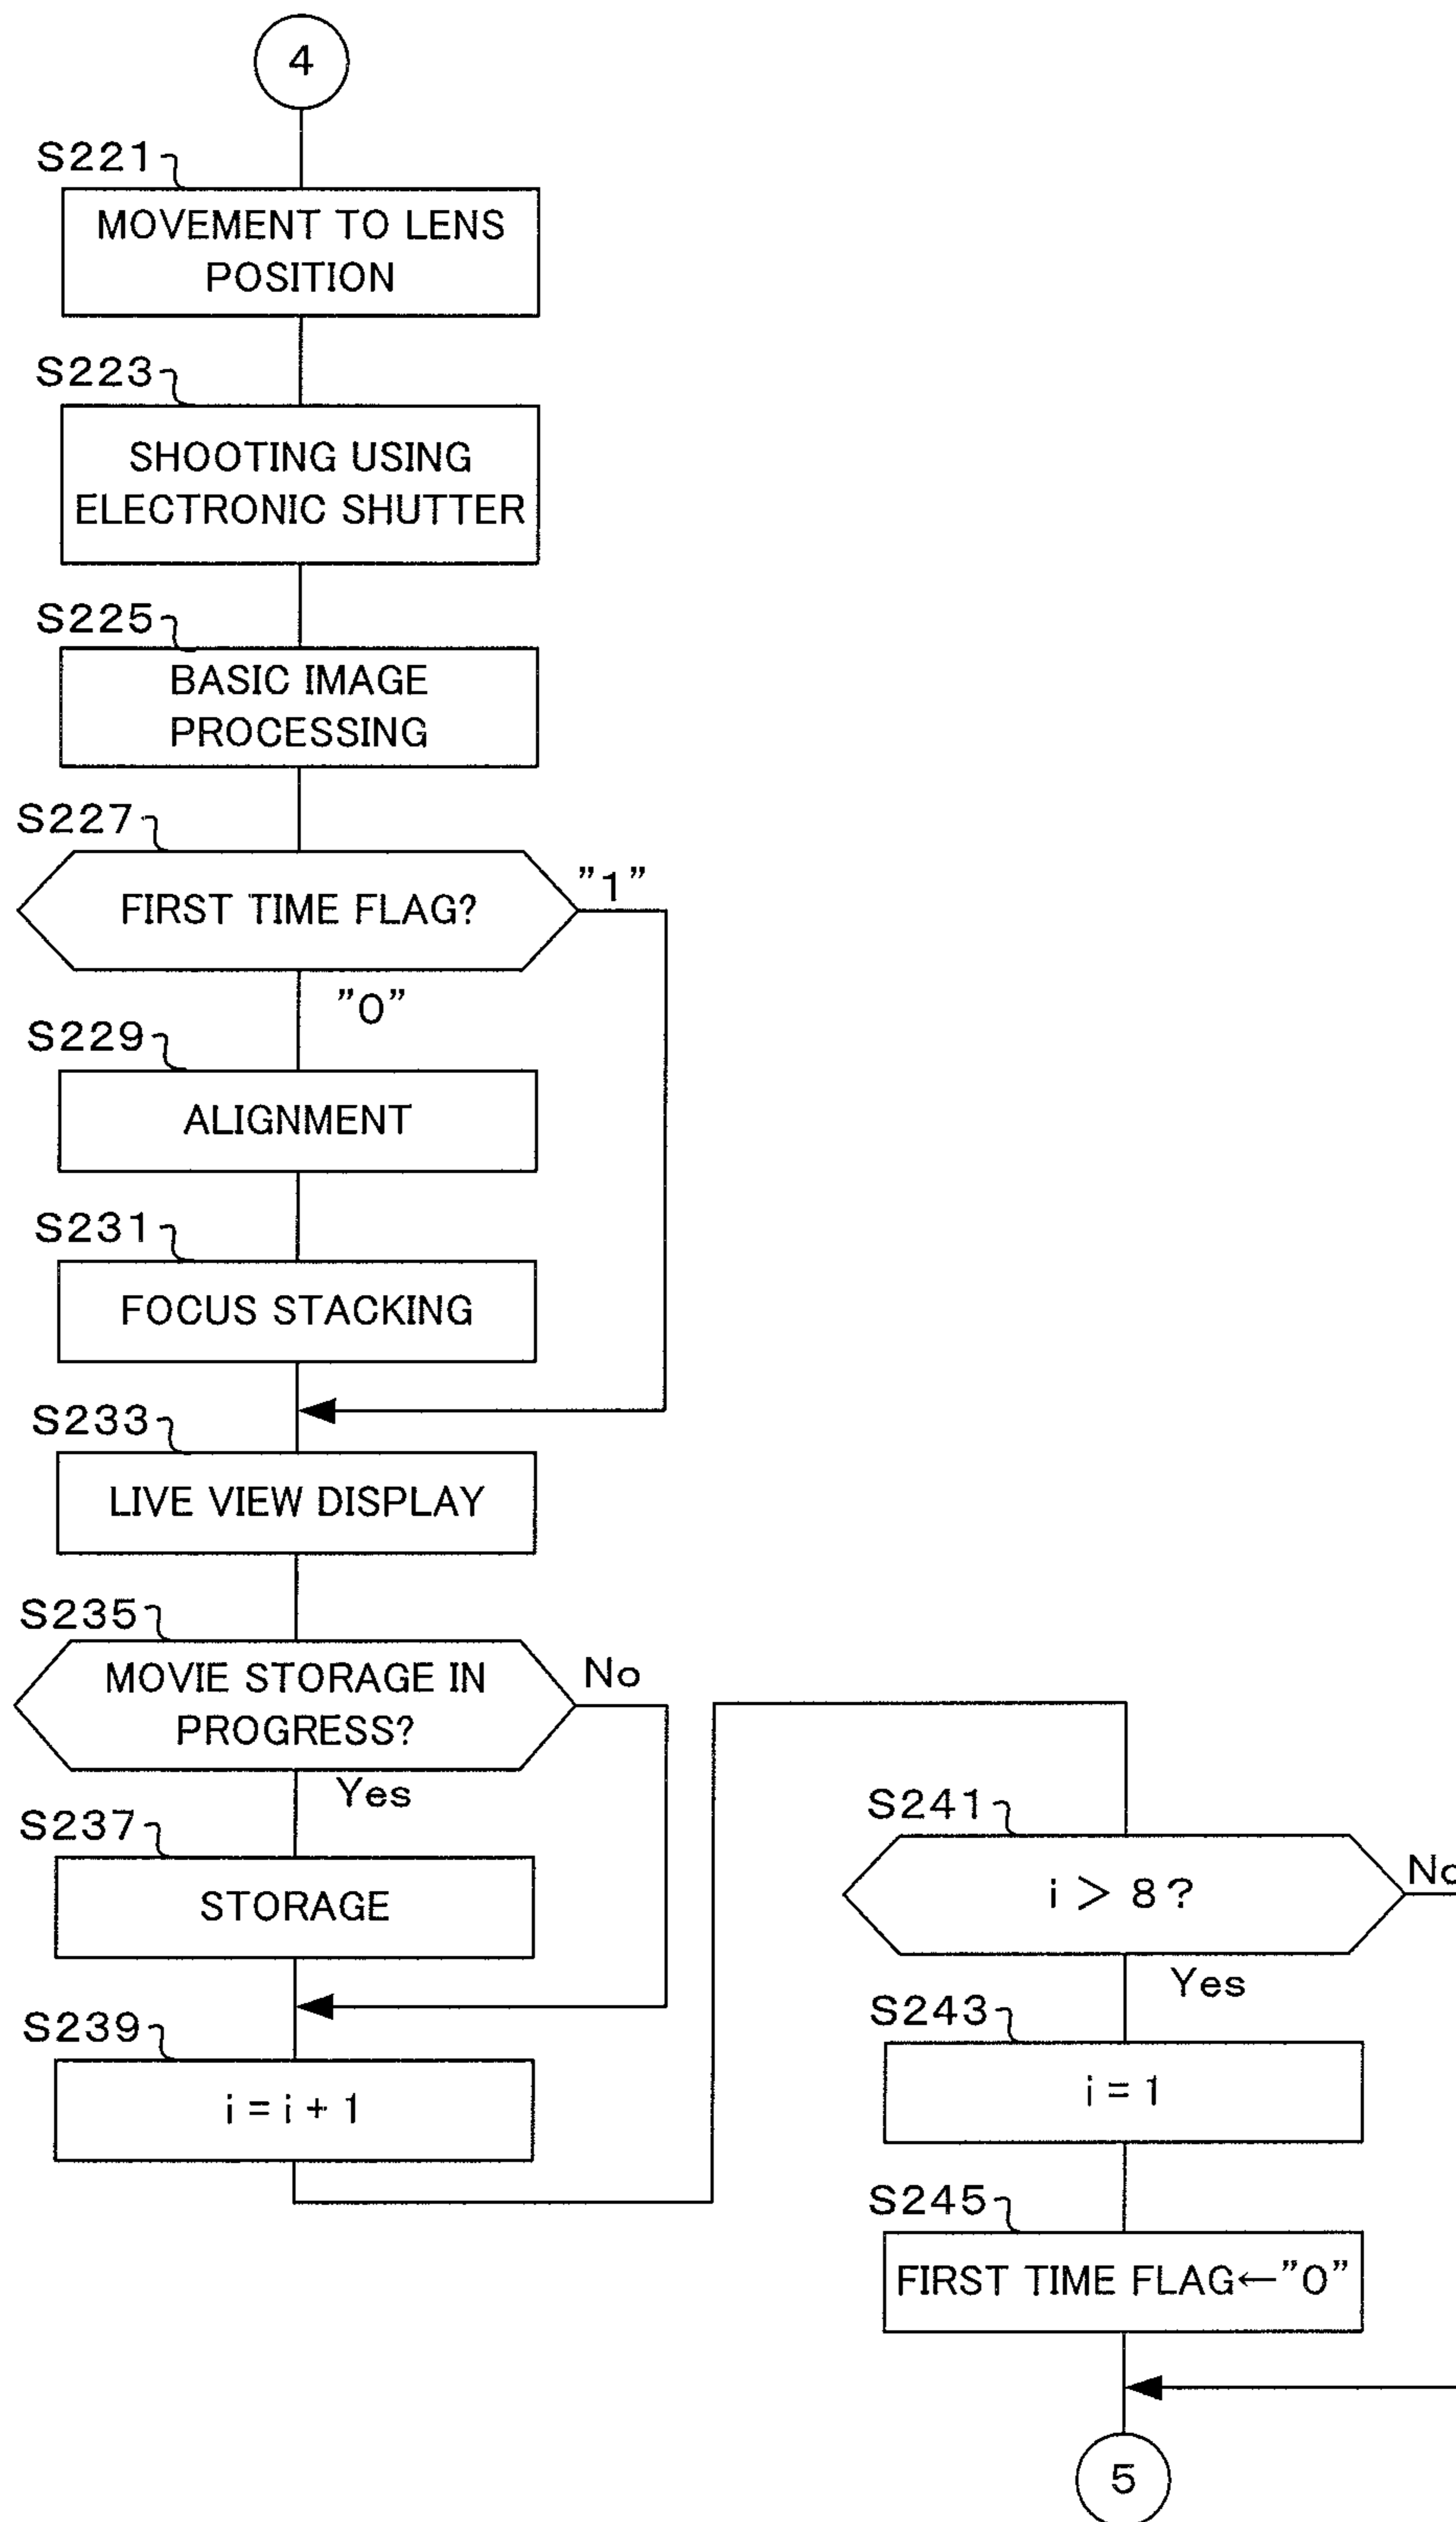 4
S221
MOVEMENT TO LENS
POSITION
S223
SHOOTING USING
ELECTRONIC SHUTTER
S225
BASIC IMAGE
PROCESSING
S227
FIRST TIME FLAG?
"1"
"0"
S229
ALIGNMENT
S231
FOCUS STACKING
S233
LIVE VIEW DISPLAY
S235
MOVIE STORAGE IN
PROGRESS?
No
Yes
S237
STORAGE
S239
i = i + 1
S241
i > 8 ?
No
Yes
S243
i = 1
S245
FIRST TIME FLAG←"0"
5